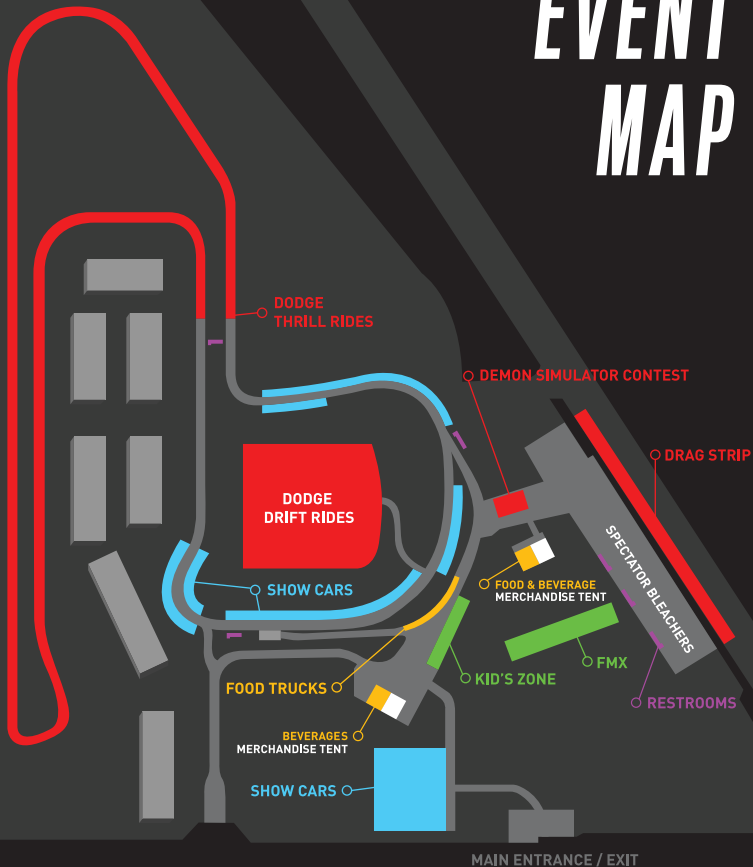 EVENT
MAP
DODGE
THRILL RIDES
DEMON SIMULATOR CONTEST
DRAG STRIP
DODGE
DRIFT RIDES
SPECTATOR BLEACHERS
SHOW CARS
FOOD & BEVERAGE
MERCHANDISE TENT
FMX
KID'S ZONE
FOOD TRUCKS
RESTROOMS
BEVERAGES
MERCHANDISE TENT
SHOW CARS
MAIN ENTRANCE / EXIT